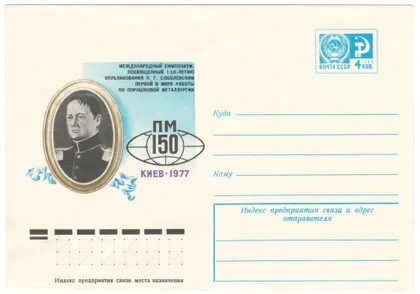 МЕЖДУНАРОДНЫЙ СИМПОЗИУМ,
ПОСВЯЩЕННЫЙ 150-ЛЕТИЮ
ОПУБЛИКОВАНИЯ П. Г. СОБОЛЕВСКИМ
ПЕРВОЙ В МИРЕ РАБОТЫ
ПО ПОРОШКОВОЙ МЕТАЛЛУРГИИ
ПМ
150
КИЕВ·1977
ПОЧТА СССР
4 КОП.
Куда
Кому
Индекс предприятия связи и адрес
отправителя
Индекс предприятия связи места назначения